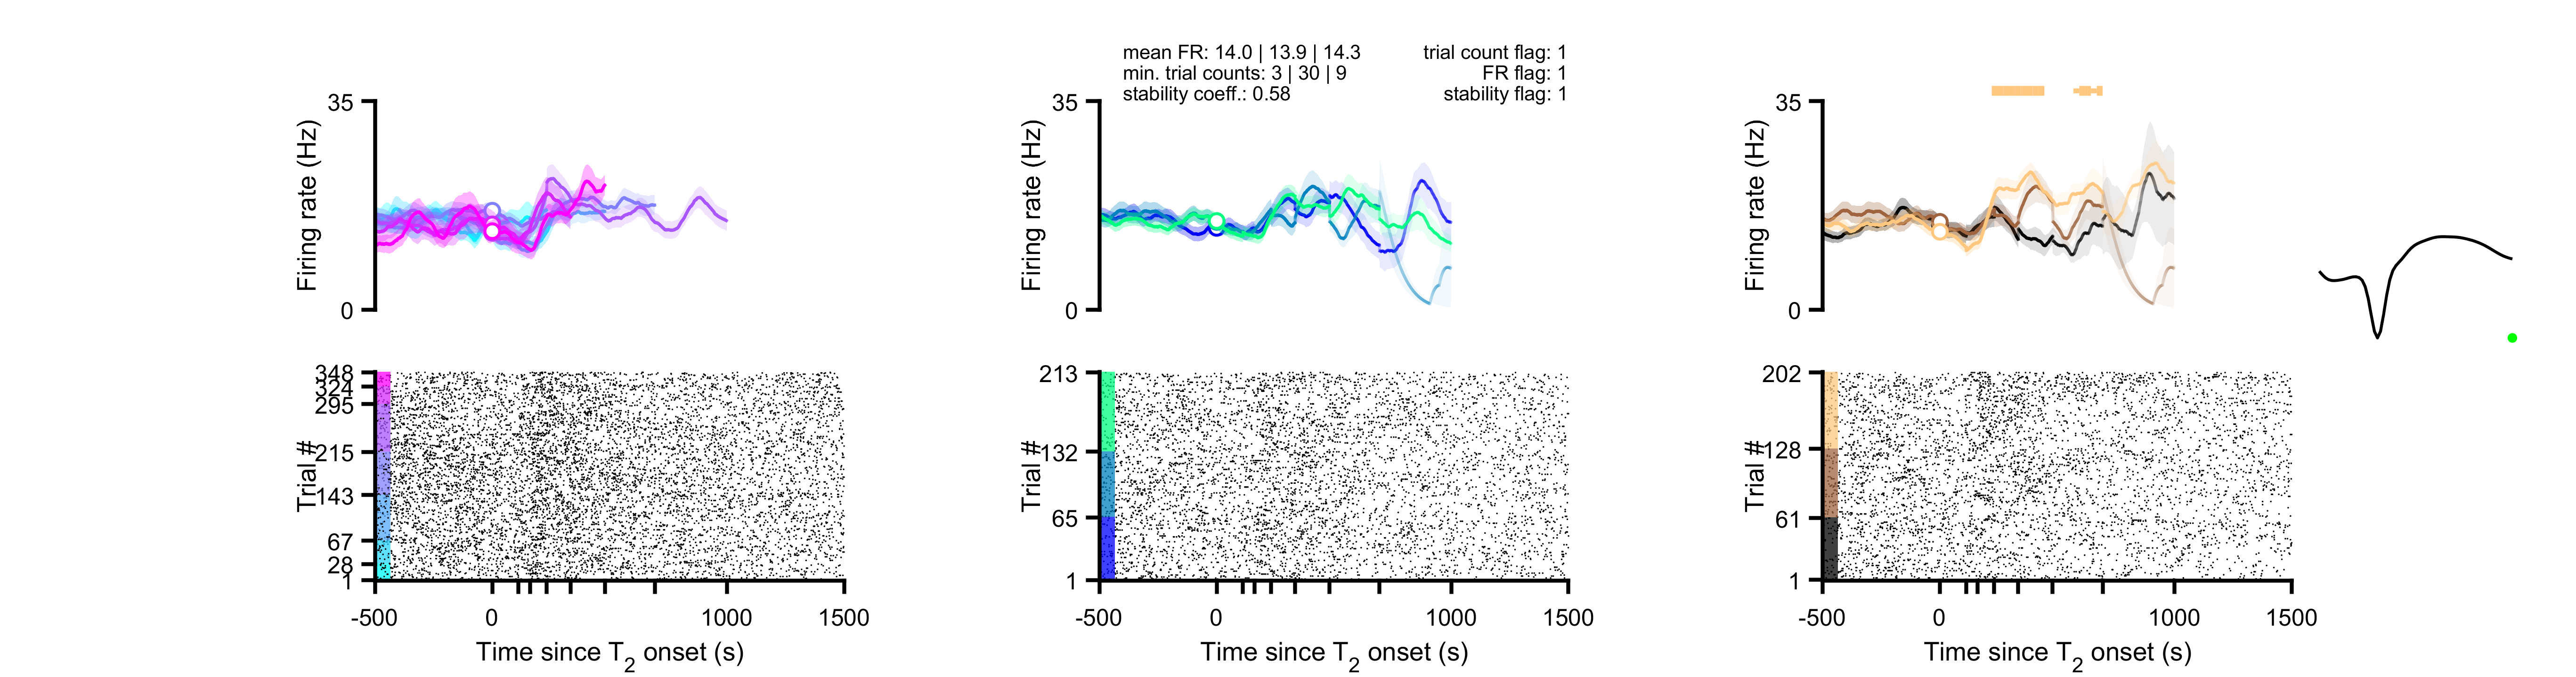 mean FR: 14.0 | 13.9 | 14.3
min. trial counts: 3 | 30 | 9
stability coeff.: 0.58
trial count flag: 1
FR flag: 1
stability flag: 1
35
Firing rate (Hz)
0
35
Firing rate (Hz)
0
35
Firing rate (Hz)
0
348
324
295
215
143
67
28
1
Trial #
-500
0
1000
1500
Time since T2 onset (s)
213
132
65
1
Trial #
-500
0
1000
1500
Time since T2 onset (s)
202
128
61
1
Trial #
-500
0
1000
1500
Time since T2 onset (s)